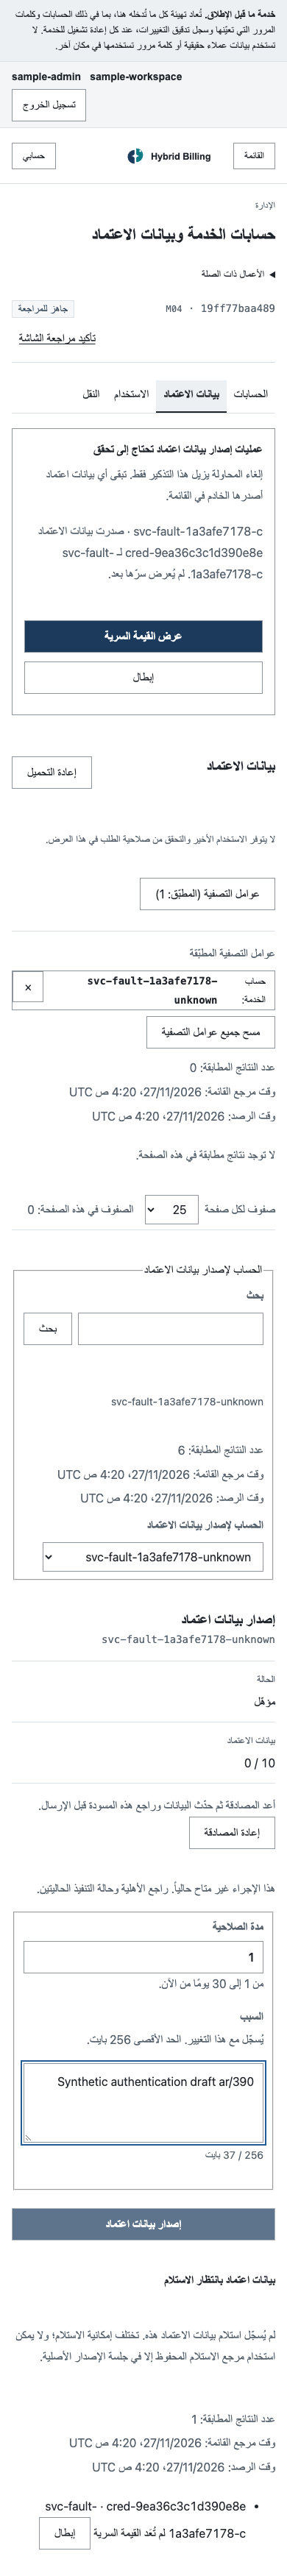 خدمة ما قبل الإطلاق. تُعاد تهيئة كل ما تُدخله هنا، بما في ذلك الحسابات وكلمات
المرور التي تعيّنها وسجل تدقيق التغييرات، عند كل إعادة تشغيل للخدمة. لا
تستخدم بيانات عملاء حقيقية أو كلمة مرور تستخدمها في مكان آخر.
sample-admin sample-workspace
تسجيل الخروج
القائمة
Hybrid Billing
حسابي
الإدارة
حسابات الخدمة وبيانات الاعتماد
الأعمال ذات الصلة
M04 · 19ff77baa489
جاهز للمراجعة
تأكيد مراجعة الشاشة
الحسابات بيانات الاعتماد الاستخدام النقل
عمليات إصدار بيانات اعتماد تحتاج إلى تحقق
إلغاء المحاولة يزيل هذا التذكير فقط. تبقى أي بيانات اعتماد
أصدرها الخادم في القائمة.
svc-fault-1a3afe7178-c · صدرت بيانات الاعتماد
cred-9ea36c3c1d390e8e لـ svc-fault-
1a3afe7178-c. لم يُعرض سرّها بعد.
عرض القيمة السرية
إبطال
بيانات الاعتماد
إعادة التحميل
لا يتوفر الاستخدام الأخير والتحقق من صلاحية الطلب في هذا العرض.
عوامل التصفية (المطبّق: 1)
عوامل التصفية المطبّقة
حساب الخدمة:
svc-fault-1a3afe7178-
unknown
×
مسح جميع عوامل التصفية
عدد النتائج المطابقة: 0
وقت مرجع القائمة: 27/11/2026، 4:20 ص UTC
وقت الرصد: 27/11/2026، 4:20 ص UTC
لا توجد نتائج مطابقة في هذه الصفحة.
صفوف لكل صفحة 25 الصفوف في هذه الصفحة: 0
الحساب لإصدار بيانات الاعتماد
بحث
بحث
svc-fault-1a3afe7178-unknown
عدد النتائج المطابقة: 6
وقت مرجع القائمة: 27/11/2026، 4:20 ص UTC
وقت الرصد: 27/11/2026، 4:20 ص UTC
الحساب لإصدار بيانات الاعتماد
svc-fault-1a3afe7178-unknown
إصدار بيانات اعتماد
svc-fault-1a3afe7178-unknown
الحالة
مؤهّل
بيانات الاعتماد
0 / 10
أعد المصادقة ثم حدّث البيانات وراجع هذه المسودة قبل الإرسال.
إعادة المصادقة
هذا الإجراء غير متاح حالياً. راجع الأهلية وحالة التنفيذ الحاليتين.
مدة الصلاحية
1
من 1 إلى 30 يومًا من الآن.
السبب
يُسجّل مع هذا التغيير. الحد الأقصى 256 بايت.
Synthetic authentication draft ar/390
256 / 37 بايت
إصدار بيانات اعتماد
بيانات اعتماد بانتظار الاستلام
لم يُسجّل استلام بيانات الاعتماد هذه. تختلف إمكانية الاستلام؛ ولا يمكن
استخدام مرجع الاستلام المحفوظ إلا في جلسة الإصدار الأصلية.
عدد النتائج المطابقة: 1
وقت مرجع القائمة: 27/11/2026، 4:20 ص UTC
وقت الرصد: 27/11/2026، 4:20 ص UTC
• svc-fault- · cred-9ea36c3c1d390e8e
1a3afe7178-c لم تُعَد القيمة السرية إبطال